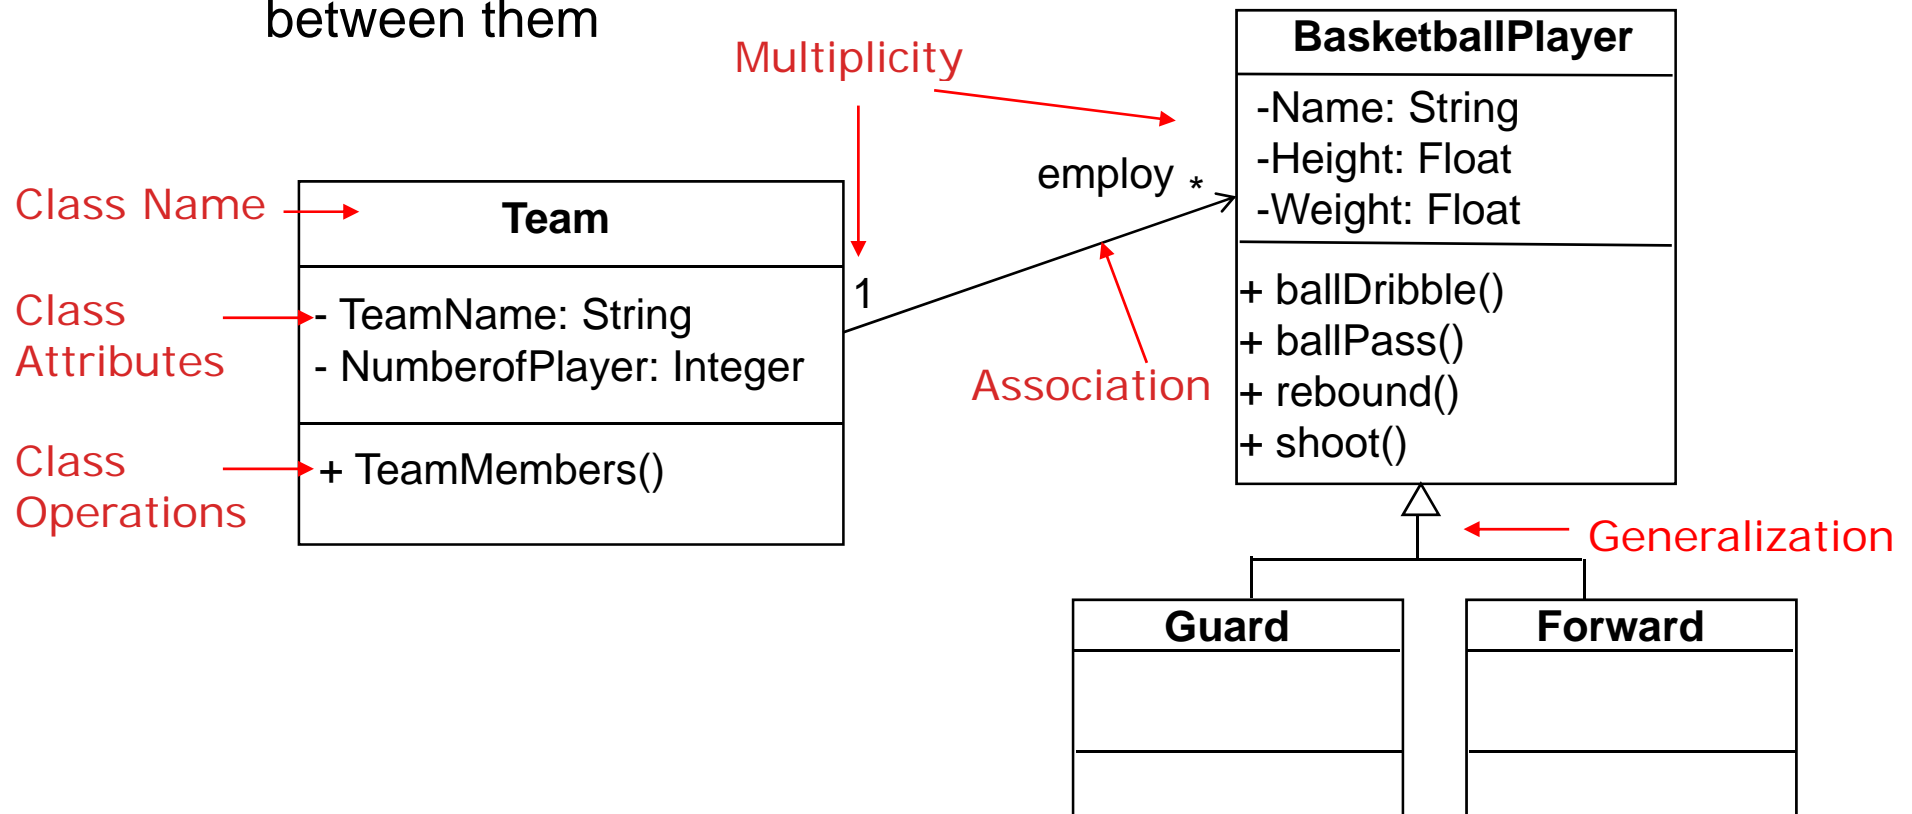 between them
Multiplicity
BasketballPlayer
-Name: String
-Height: Float
-Weight: Float
employ *
Class Name
Team
1
Class
Attributes
- TeamName: String
- NumberofPlayer: Integer
+ ballDribble()
+ ballPass()
+ rebound()
+ shoot()
Association
Class
Operations
+ TeamMembers()
Generalization
Guard
Forward